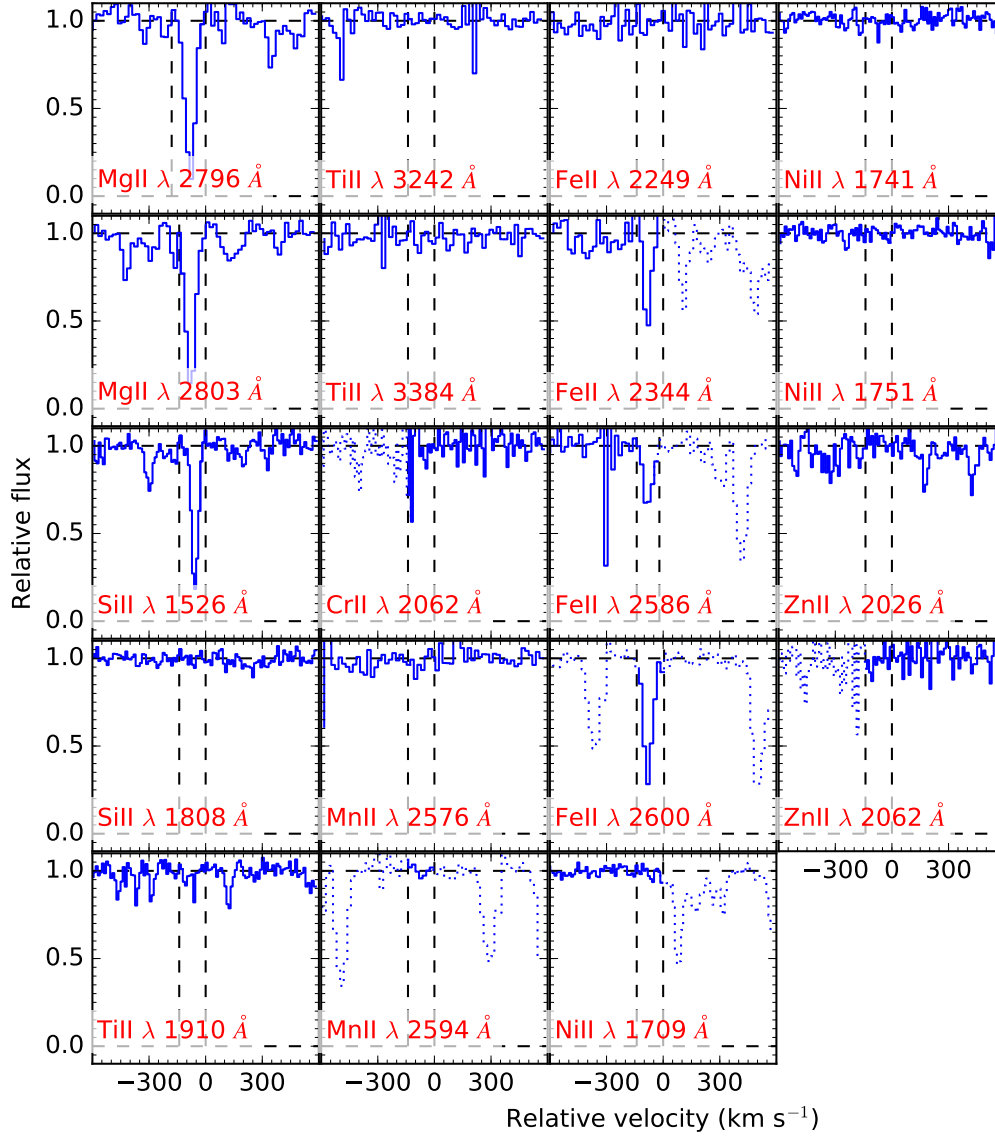 1.0
0.5
0.0
MgII λ 2796 Å
TiII λ 3242 Å
FeII λ 2249 Å
NiII λ 1741 Å
1.0
0.5
0.0
MgII λ 2803 Å
TiII λ 3384 Å
FeII λ 2344 Å
NiII λ 1751 Å
Relative flux
1.0
0.5
0.0
SiII λ 1526 Å
CrII λ 2062 Å
FeII λ 2586 Å
ZnII λ 2026 Å
1.0
0.5
0.0
SiII λ 1808 Å
MnII λ 2576 Å
FeII λ 2600 Å
ZnII λ 2062 Å
−300 0 300
1.0
0.5
0.0
TiII λ 1910 Å
MnII λ 2594 Å
NiII λ 1709 Å
−300 0 300
−300 0 300
−300 0 300
Relative velocity (km s⁻¹)